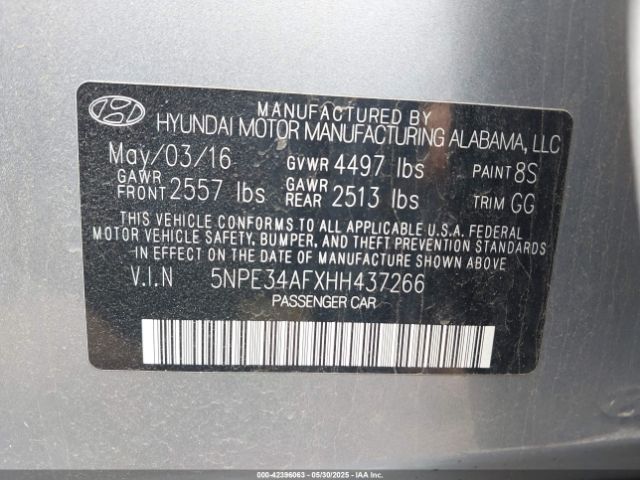 MANUFACTURED BY
HYUNDAI MOTOR MANUFACTURING ALABAMA, LLC
May/03/16 GVWR 4497 lbs PAINT 8S
GAWR FRONT 2557 lbs GAWR REAR 2513 lbs TRIM GG
THIS VEHICLE CONFORMS TO ALL APPLICABLE U.S.A. FEDERAL
MOTOR VEHICLE SAFETY, BUMPER, AND THEFT PREVENTION
STANDARDS IN EFFECT ON THE DATE OF MANUFACTURE SHOWN ABOVE
V.I.N 5NPE34AFXHH437266
PASSENGER CAR
000-42396063 - 05/30/2025 - Copyright IAA, LLC